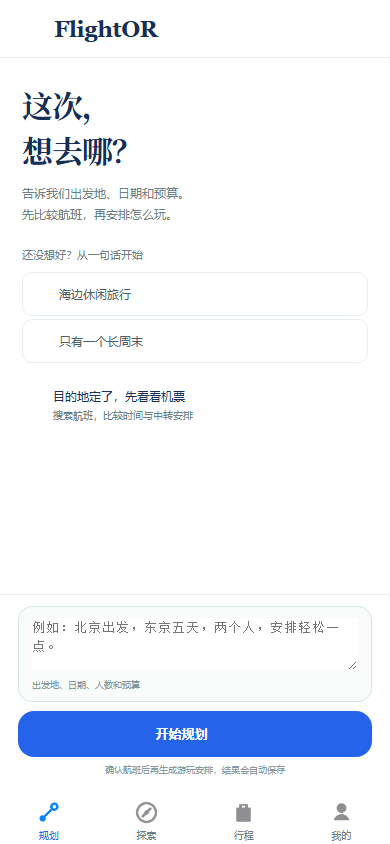 FlightOR
这次,
想去哪?
告诉我们出发地、日期和预算。
先比较航班，再安排怎么玩。
还没想好？从一句话开始
海边休闲旅行
只有一个长周末
目的地定了，先看看机票
搜索航班，比较时间与中转安排
例如：北京出发，东京五天，两个人，安排轻松一
点。
出发地、日期、人数和预算
开始规划
确认航班后再生成游玩安排，结果会自动保存
规划
探索
行程
我的